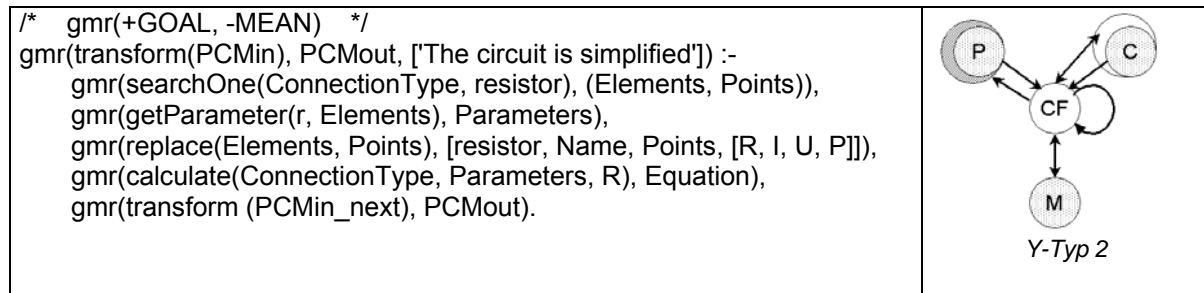 /* gmr(+GOAL, -MEAN) */
gmr(transform(PCMin), PCMout, ['The circuit is simplified']) :-
gmr(searchOne(ConnectionType, resistor), (Elements, Points)),
gmr(getParameter(r, Elements), Parameters),
gmr(replace(Elements, Points), [resistor, Name, Points, [R, I, U, P]]),
gmr(calculate(ConnectionType, Parameters, R), Equation),
gmr(transform (PCMin_next), PCMout).
P
C
CF
M
Y-Typ 2